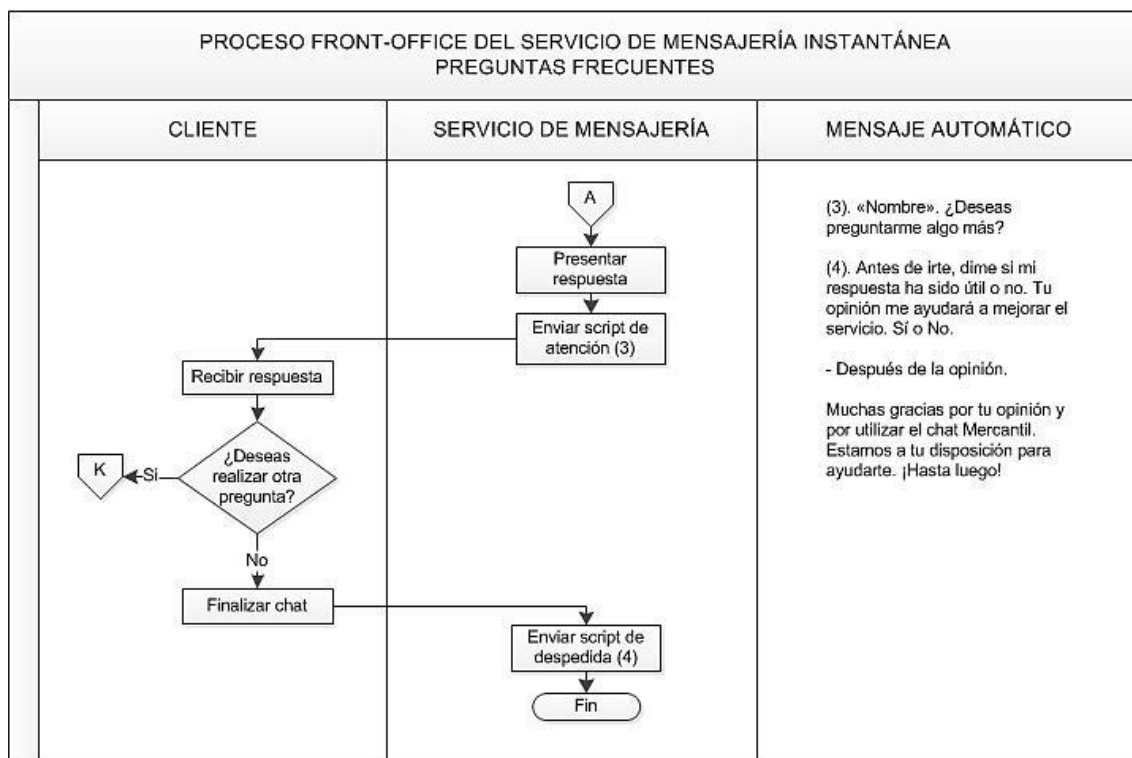 PROCESO FRONT-OFFICE DEL SERVICIO DE MENSAJERÍA INSTANTÁNEA
PREGUNTAS FRECUENTES
CLIENTE
SERVICIO DE MENSAJERÍA
MENSAJE AUTOMÁTICO
A
Presentar
respuesta
Enviar script de
atención (3)
Recibir respuesta
¿Deseas
realizar otra
pregunta?
Si
K
No
Finalizar chat
Enviar script de
despedida (4)
Fin
(3). «Nombre». ¿Deseas
preguntarme algo más?
(4). Antes de irte, dime si mi
respuesta ha sido útil o no. Tu
opinión me ayudará a mejorar el
servicio. Sí o No.
- Después de la opinión.
Muchas gracias por tu opinión y
por utilizar el chat Mercantil.
Estamos a tu disposición para
ayudarte. ¡Hasta luego!